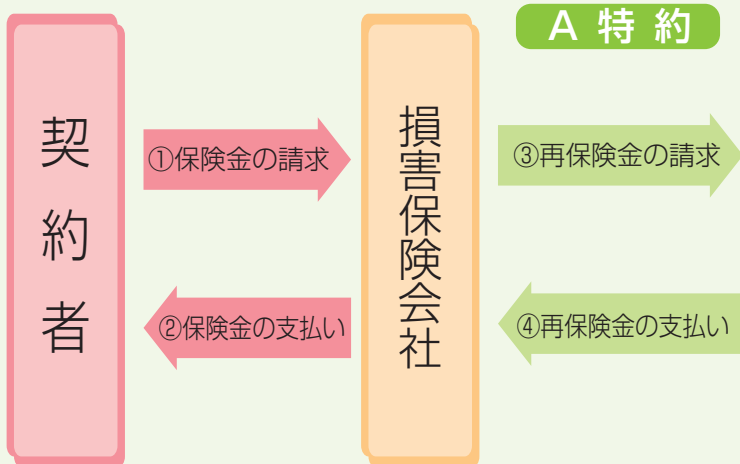 A 特 約
契約者
①保険金の請求
損害保険会社
③再保険金の請求
②保険金の支払い
④再保険金の支払い